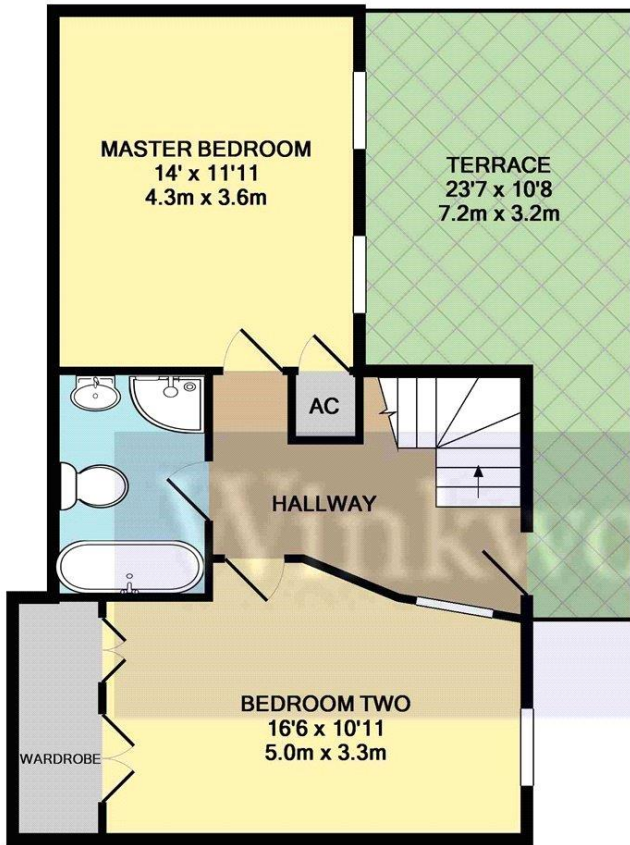 MASTER BEDROOM
14' x 11'11
4.3m x 3.6m
TERRACE
23'7 x 10'8
7.2m x 3.2m
AC
HALLWAY
Winkwo
BEDROOM TWO
16'6 x 10'11
5.0m x 3.3m
WARDROBE